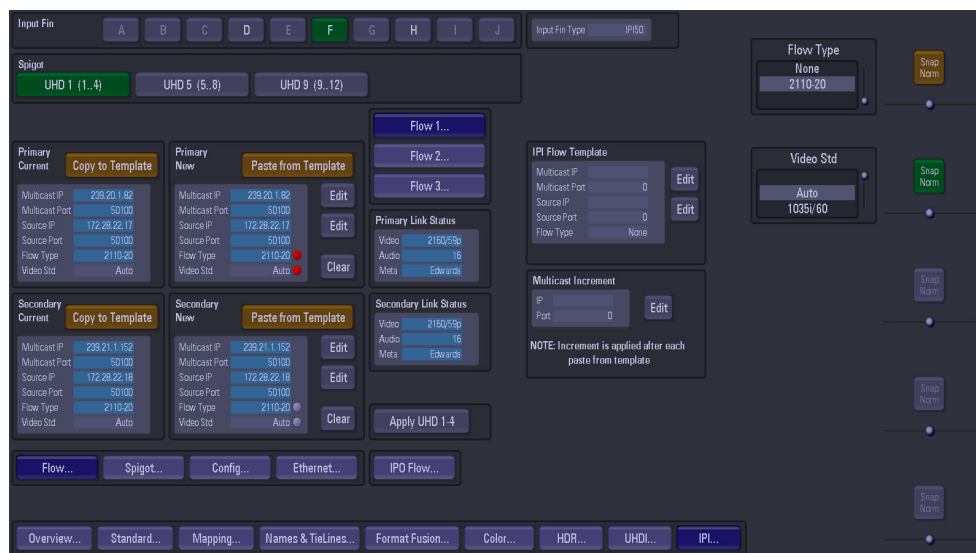 Input Fin
A B C D E F G H I J
Input Fin Type IPI50
Flow Type
None
2110-20
Snap
Norm
Spigot
UHD 1 (1..4) UHD 5 (5..8) UHD 9 (9..12)
Flow 1...
Flow 2...
Flow 3...
Primary
Current
Copy to Template
Multicast IP 239.20.1.82
Multicast Port 50100
Source IP 172.28.22.17
Source Port 50100
Flow Type 2110-20
Video Std Auto
Primary
New
Paste from Template
Multicast IP 239.20.1.82
Multicast Port 50100
Source IP 172.28.22.17
Source Port 50100
Flow Type 2110-20
Video Std Auto
Edit
Edit
Clear
Primary Link Status
Video 2160/59p
Audio 16
Meta Edwards
IPI Flow Template
Multicast IP
Multicast Port 0
Source IP
Source Port 0
Flow Type None
Edit
Edit
Video Std
Auto
1035i/60
Snap
Norm
Secondary
Current
Copy to Template
Multicast IP 239.21.1.152
Multicast Port 50100
Source IP 172.28.22.18
Source Port 50100
Flow Type 2110-20
Video Std Auto
Secondary
New
Paste from Template
Multicast IP 239.21.1.152
Multicast Port 50100
Source IP 172.28.22.18
Source Port 50100
Flow Type 2110-20
Video Std Auto
Edit
Edit
Clear
Secondary Link Status
Video 2160/59p
Audio 16
Meta Edwards
Multicast Increment
IP
Port 0
Edit
NOTE: Increment is applied after each
paste from template
Snap
Norm
Apply UHD 1-4
Snap
Norm
Flow... Spigot... Config... Ethernet... IPO Flow...
Snap
Norm
Overview... Standard... Mapping... Names & TieLines... Format Fusion... Color... HDR... UHDI... IPI...